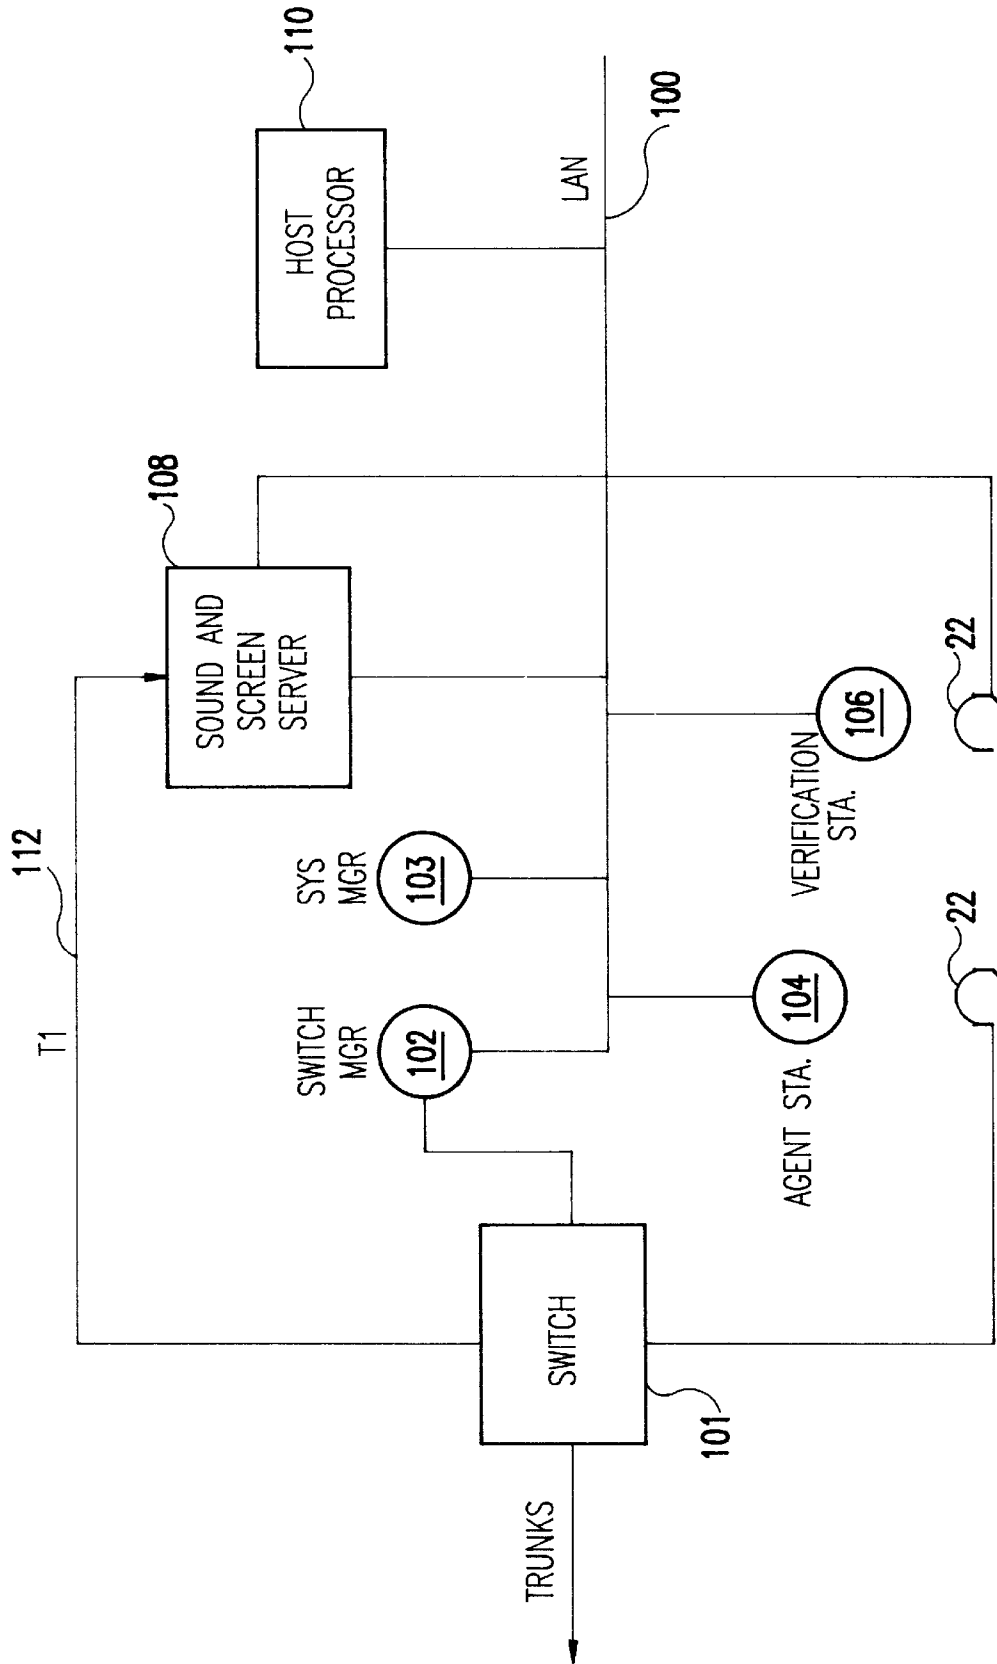 112
T1
108
SOUND AND
SCREEN
SERVER
110
HOST
PROCESSOR
SWITCH
MGR
102
SYS
MGR
103
LAN
100
TRUNKS
SWITCH
101
AGENT STA.
104
VERIFICATION
STA.
106
22
22